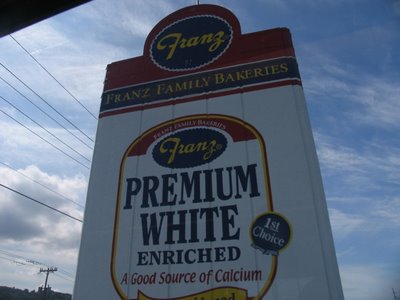 Franz
FRANZ FAMILY BAKERIES
FRANZ FAMILY BAKERIES
Franz®
PREMIUM
WHITE
ENRICHED
1st
Choice
A Good Source of Calcium